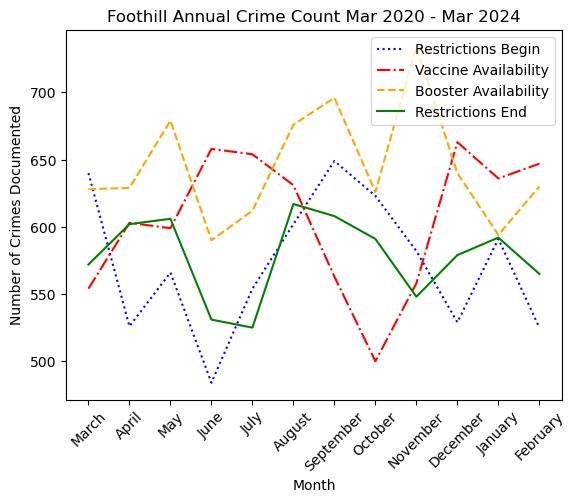 Foothill Annual Crime Count Mar 2020 - Mar 2024
Restrictions Begin
Vaccine Availability
Booster Availability
Restrictions End
Number of Crimes Documented
700
650
600
550
500
March
April
May
June
July
August
September
October
November
December
January
February
Month